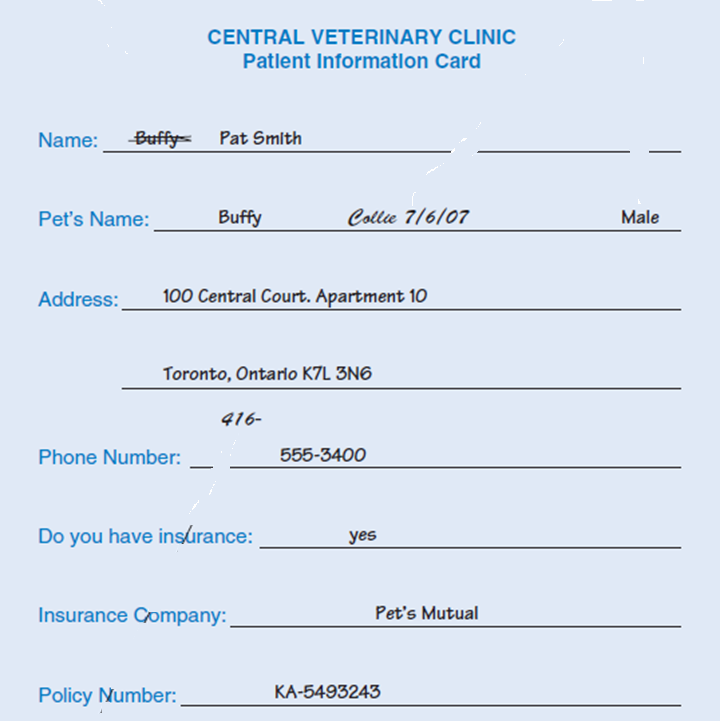 CENTRAL VETERINARY CLINIC
Patient Information Card
Name: Buffy Pat Smith
Pet's Name: Buffy Collie 7/6/07 Male
Address: 100 Central Court. Apartment 10
Toronto, Ontario K7L 3N6
416-
Phone Number: 555-3400
Do you have insurance: yes
Insurance Company: Pet's Mutual
Policy Number: KA-5493243